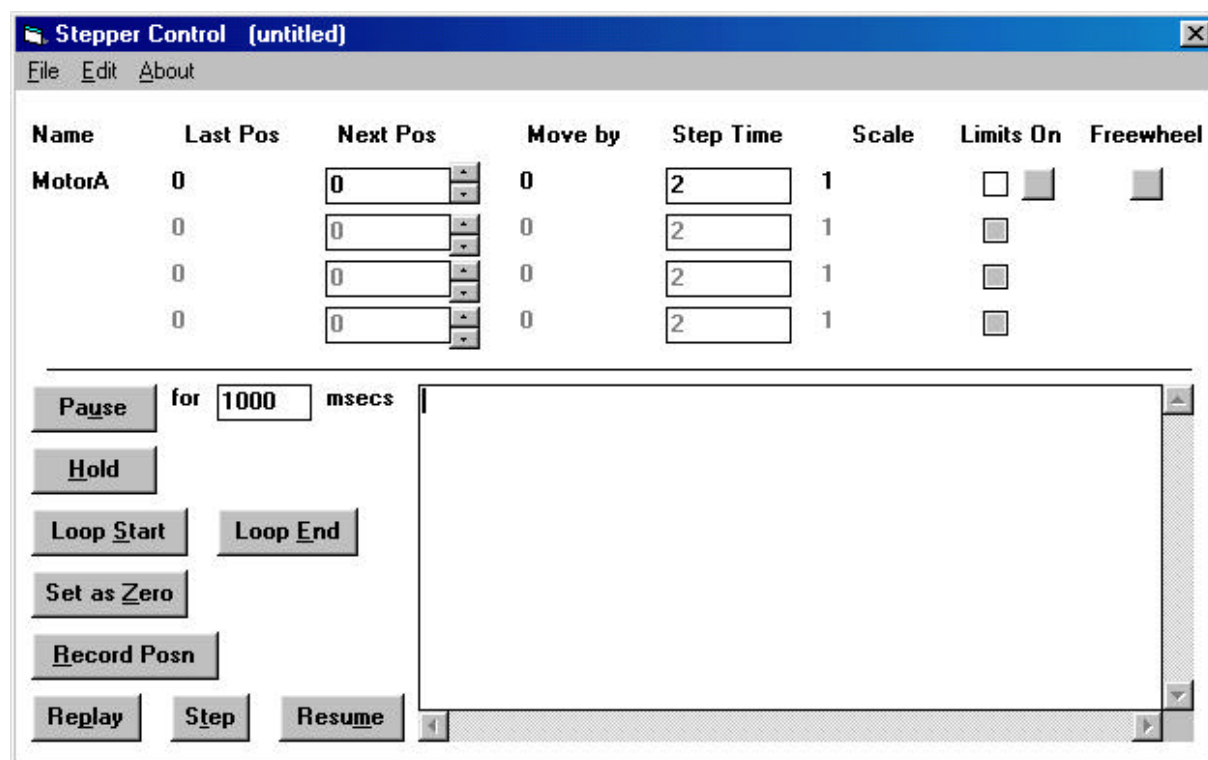 Stepper Control (untitled)
File Edit About
Name Last Pos Next Pos Move by Step Time Scale Limits On Freewheel
MotorA 0 0 0 2 1
0 0 0 2 1
0 0 0 2 1
0 0 0 2 1
Pause for 1000 msecs
Hold
Loop Start Loop End
Set as Zero
Record Posn
Replay Step Resume